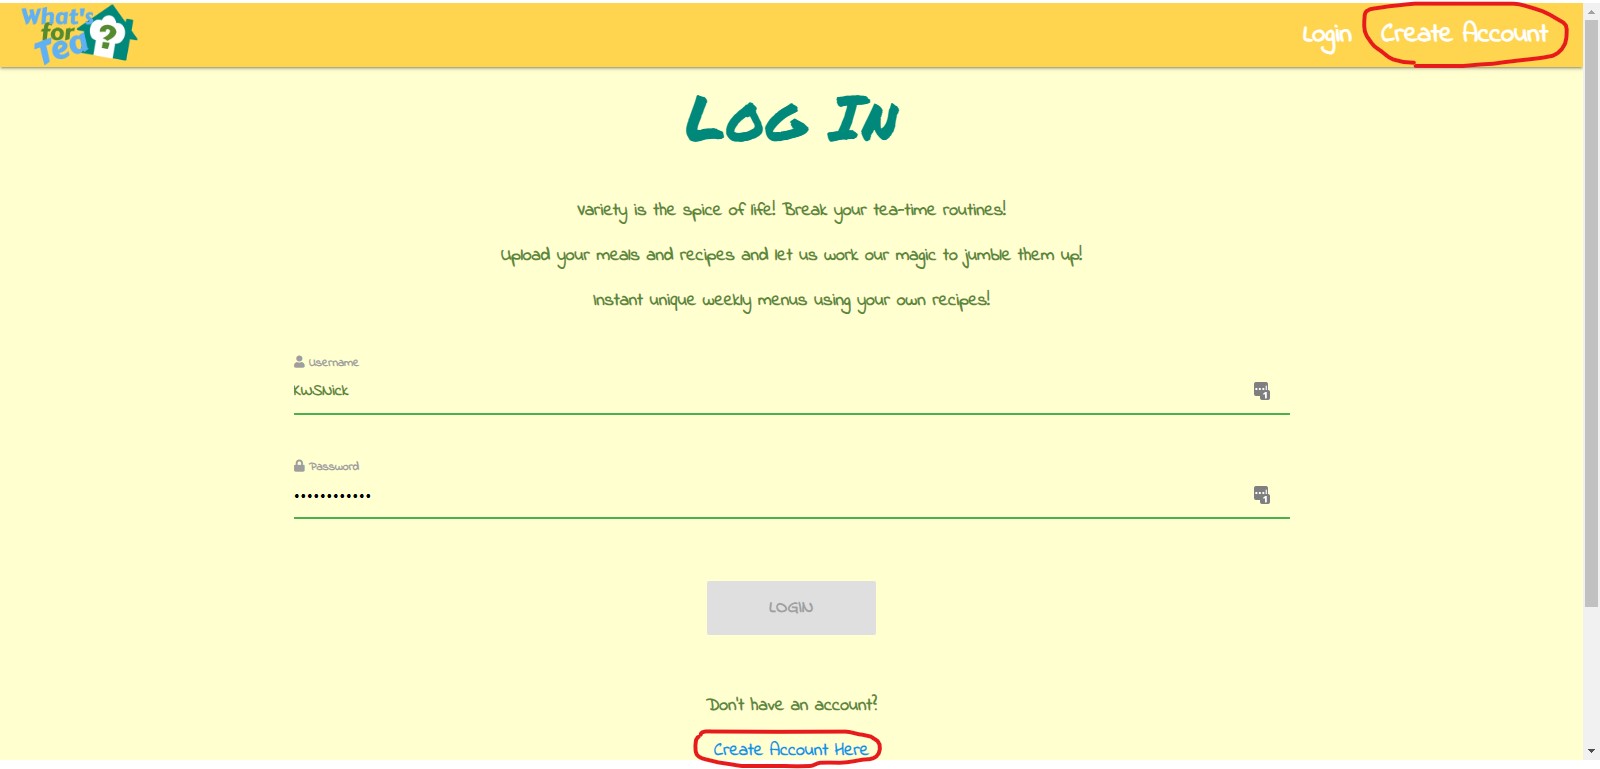 What's
for
Tea ?
Login Create Account
Log In
Variety is the spice of life! Break your tea-time routines!
Upload your meals and recipes and let us work our magic to jumble them up!
Instant unique weekly menus using your own recipes!
Username
KWSNick
1
Password
••••••••••••
1
LOGIN
Don't have an account?
Create Account Here